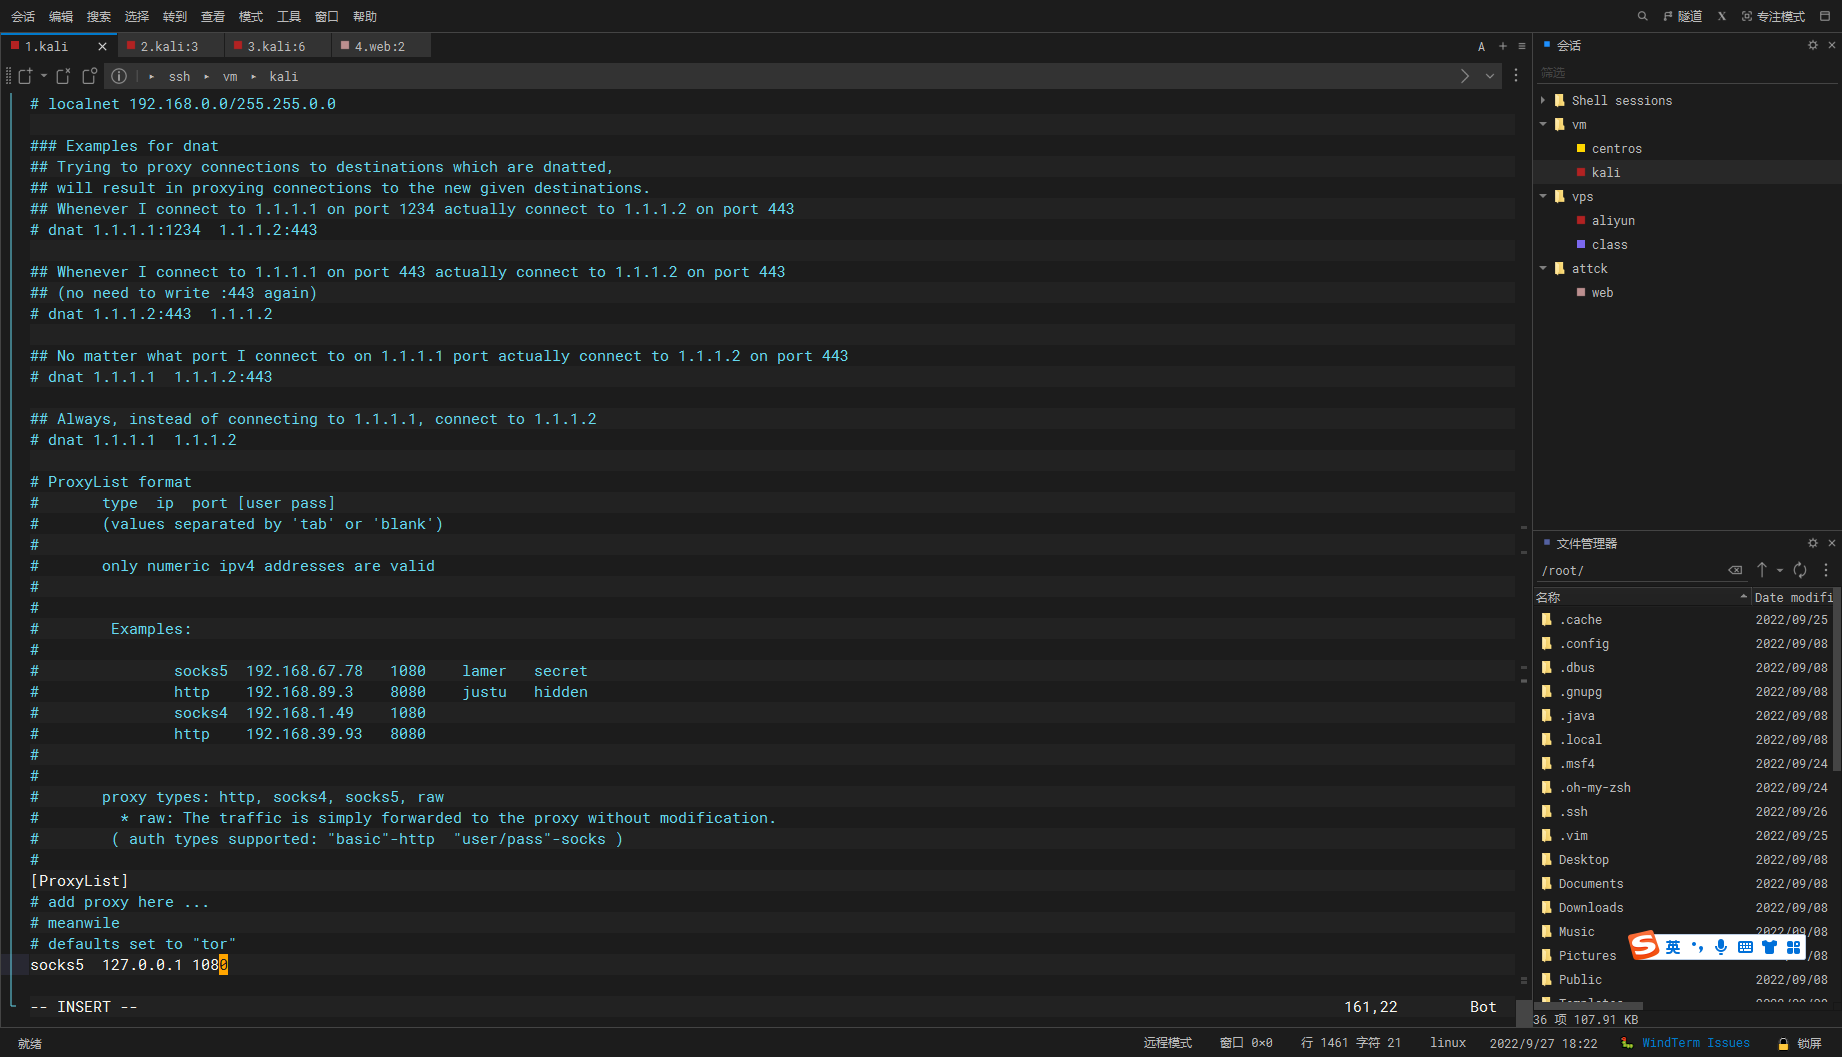 会话 编辑 搜索 选择 转到 查看 模式 工具 窗口 帮助 隧道 X 专注模式
1.kali 2.kali:3 3.kali:6 4.web:2 A
ssh vm kali
# localnet 192.168.0.0/255.255.0.0
### Examples for dnat
## Trying to proxy connections to destinations which are dnatted,
## will result in proxying connections to the new given destinations.
## Whenever I connect to 1.1.1.1 on port 1234 actually connect to 1.1.1.2 on port 443
# dnat 1.1.1.1:1234  1.1.1.2:443
## Whenever I connect to 1.1.1.1 on port 443 actually connect to 1.1.1.2 on port 443
## (no need to write :443 again)
# dnat 1.1.1.2:443  1.1.1.2
## No matter what port I connect to on 1.1.1.1 port actually connect to 1.1.1.2 on port 443
# dnat 1.1.1.1  1.1.1.2:443
## Always, instead of connecting to 1.1.1.1, connect to 1.1.1.2
# dnat 1.1.1.1  1.1.1.2
# ProxyList format
#       type  ip  port [user pass]
#       (values separated by 'tab' or 'blank')
#
#       only numeric ipv4 addresses are valid
#
#
#        Examples:
#
#               socks5  192.168.67.78   1080    lamer   secret
#               http    192.168.89.3    8080    justu   hidden
#               socks4  192.168.1.49    1080
#               http    192.168.39.93   8080
#
#
#       proxy types: http, socks4, socks5, raw
#         * raw: The traffic is simply forwarded to the proxy without modification.
#        ( auth types supported: "basic"-http  "user/pass"-socks )
#
[ProxyList]
# add proxy here ...
# meanwile
# defaults set to "tor"
socks5  127.0.0.1 1080
-- INSERT -- 161,22 Bot
会话
筛选
Shell sessions
vm
centros
kali
vps
aliyun
class
attck
web
文件管理器
/root/
名称 Date modifi
.cache 2022/09/25
.config 2022/09/08
.dbus 2022/09/08
.gnupg 2022/09/08
.java 2022/09/08
.local 2022/09/08
.msf4 2022/09/24
.oh-my-zsh 2022/09/24
.ssh 2022/09/26
.vim 2022/09/25
Desktop 2022/09/08
Documents 2022/09/08
Downloads 2022/09/08
Music 2022/09/08
Pictures /08
英
Public 2022/09/08
36 项 107.91 KB
就绪 远程模式 窗口 0×0 行 1461 字符 21 linux 2022/9/27 18:22 WindTerm Issues 锁屏